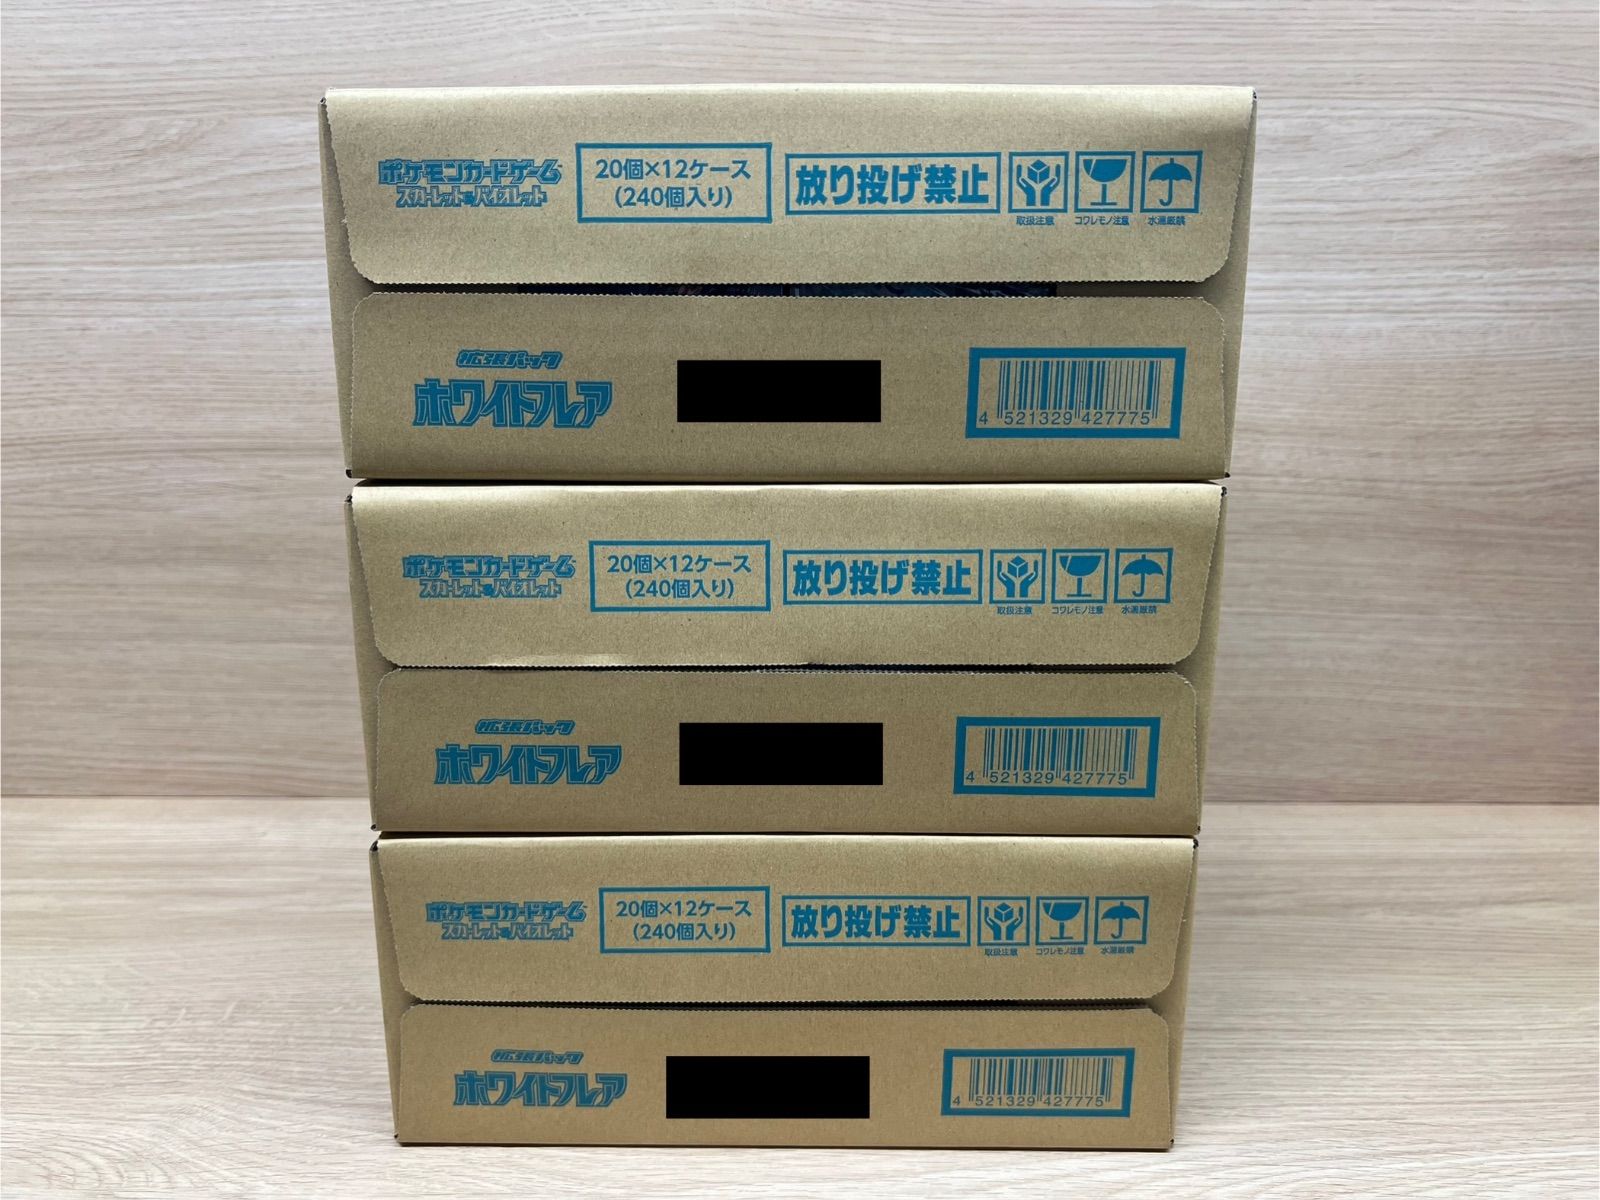 ポケモンカードゲーム
スカーレット&バイオレット
20個×12ケース
(240個入り)
放り投げ禁止
取扱注意
コワレモノ注意
水濡厳禁
拡張パック
ホワイトフレア
4 521329 427775
ポケモンカードゲーム
スカーレット&バイオレット
20個×12ケース
(240個入り)
放り投げ禁止
取扱注意
コワレモノ注意
水濡厳禁
拡張パック
ホワイトフレア
4 521329 427775
ポケモンカードゲーム
スカーレット&バイオレット
20個×12ケース
(240個入り)
放り投げ禁止
取扱注意
コワレモノ注意
水濡厳禁
拡張パック
ホワイトフレア
4 521329 427775